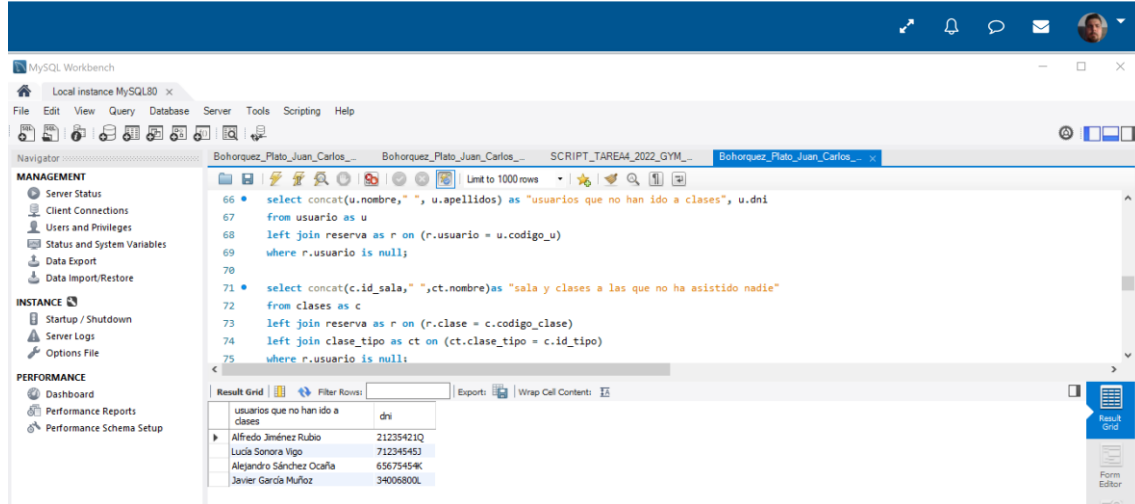 MySQL Workbench
Local instance MySQL80
File Edit View Query Database Server Tools Scripting Help
Navigator
Bohorquez_Plato_Juan_Carlos_... Bohorquez_Plato_Juan_Carlos_... SCRIPT_TAREA4_2022_GYM_... Bohorquez_Plato_Juan_Carlos_...
MANAGEMENT
Server Status
Client Connections
Users and Privileges
Status and System Variables
Data Export
Data Import/Restore
INSTANCE
Startup / Shutdown
Server Logs
Options File
PERFORMANCE
Dashboard
Performance Reports
Performance Schema Setup
Limit to 1000 rows
66 select concat(u.nombre," ", u.apellidos) as "usuarios que no han ido a clases", u.dni
67 from usuario as u
68 left join reserva as r on (r.usuario = u.codigo_u)
69 where r.usuario is null;
70
71 select concat(c.id_sala," ",ct.nombre)as "sala y clases a las que no ha asistido nadie"
72 from clases as c
73 left join reserva as r on (r.clase = c.codigo_clase)
74 left join clase_tipo as ct on (ct.clase_tipo = c.id_tipo)
75 where r.usuario is null;
Result Grid Filter Rows: Export: Wrap Cell Content:
usuarios que no han ido a clases dni
Alfredo Jiménez Rubio 21235421Q
Lucía Sonora Vigo 71234545J
Alejandro Sánchez Ocaña 65675454K
Javier García Muñoz 34006800L
Result Grid
Form Editor